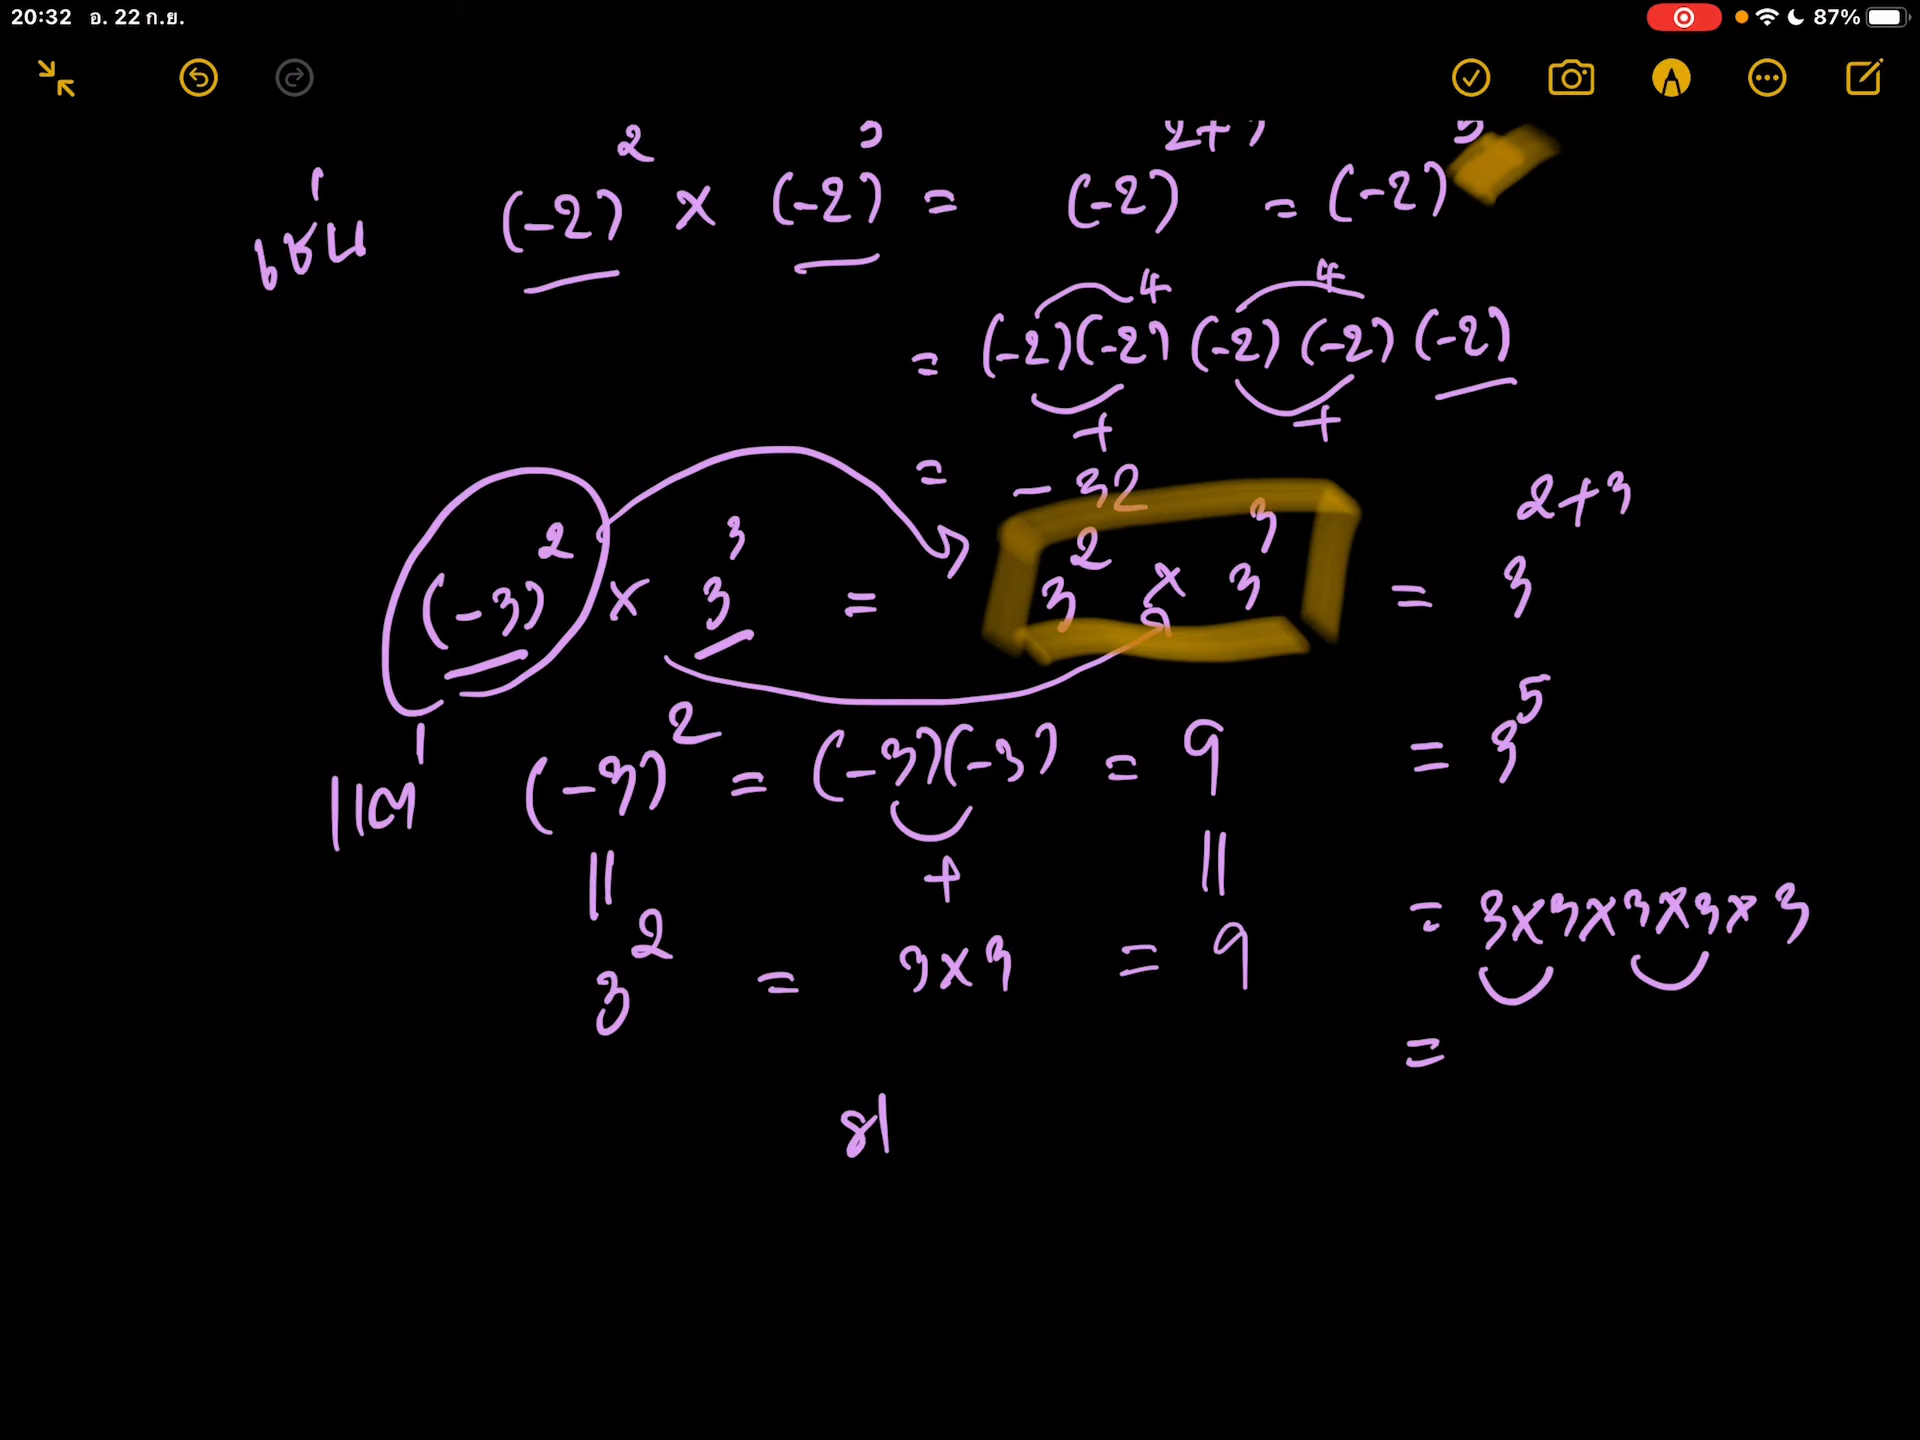 20:32 อ. 22 ก.ย. 87%
เช่น (-2)² × (-2)³ = (-2)²⁺³ = (-2)⁵
4 4
= (-2)(-2)(-2)(-2)(-2)
+ +
= -32
(-3)² × 3³ = 3² × 3³ = 3²⁺³
แต่ (-3)² = (-3)(-3) = 9 = 3⁵
|| + ||
3² = 3×3 = 9 = 3×3×3×3×3
=
81